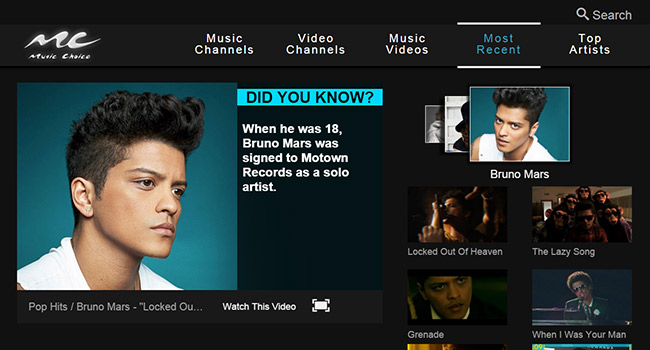 Search
MC
Music Choice
Music
Channels
Video
Channels
Music
Videos
Most
Recent
Top
Artists
DID YOU KNOW?
When he was 18,
Bruno Mars was
signed to Motown
Records as a solo
artist.
Pop Hits / Bruno Mars - "Locked Ou...
Watch This Video
Bruno Mars
Locked Out Of Heaven
The Lazy Song
Grenade
When I Was Your Man